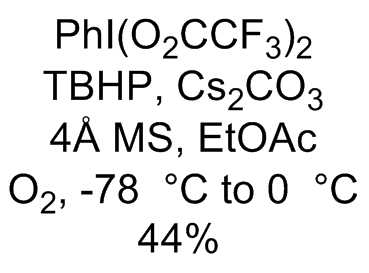 PhI(O₂CCF₃)₂
TBHP, Cs₂CO₃
4Å MS, EtOAc
O₂, -78 °C to 0 °C
44%